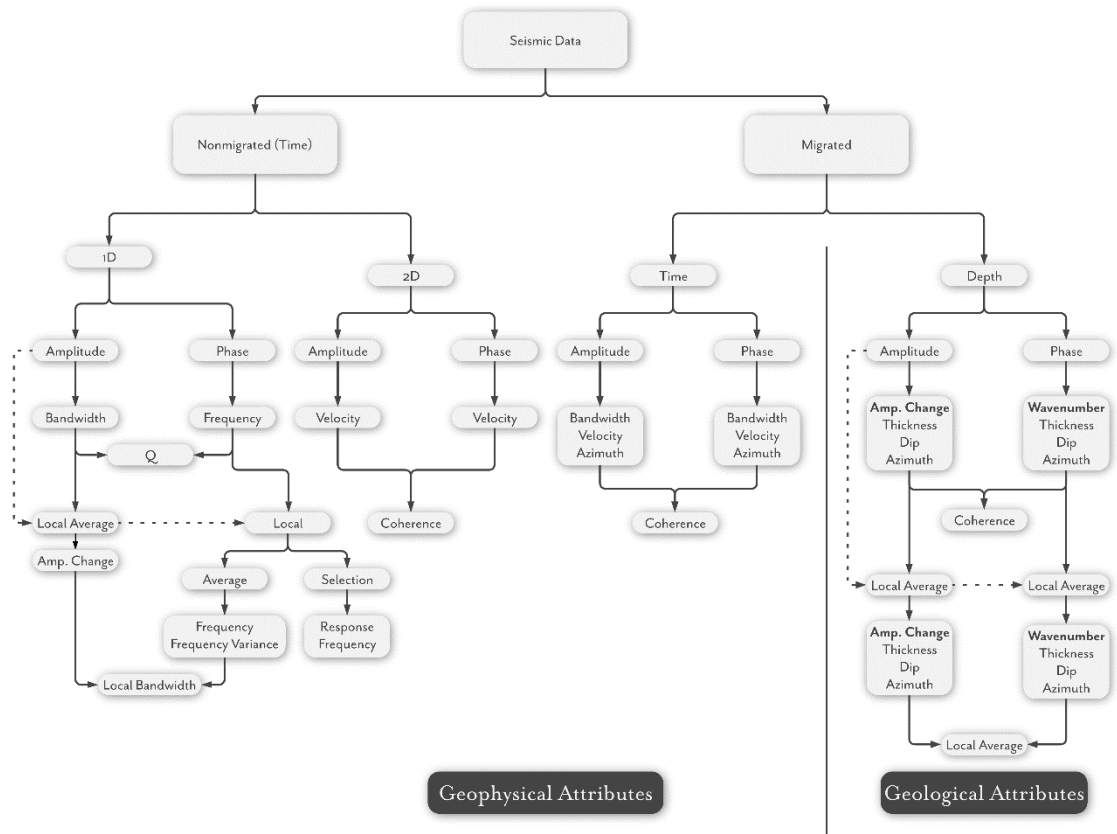 Seismic Data
Nonmigrated (Time)
Migrated
1D
2D
Time
Depth
Amplitude
Phase
Amplitude
Phase
Amplitude
Phase
Amplitude
Phase
Bandwidth
Frequency
Velocity
Velocity
Bandwidth
Velocity
Azimuth
Bandwidth
Velocity
Azimuth
Amp. Change
Thickness
Dip
Azimuth
Wavenumber
Thickness
Dip
Azimuth
Q
Local Average
Local
Coherence
Coherence
Coherence
Amp. Change
Average
Selection
Local Average
Local Average
Frequency
Frequency Variance
Response
Frequency
Amp. Change
Thickness
Dip
Azimuth
Wavenumber
Thickness
Dip
Azimuth
Local Bandwidth
Local Average
Geophysical Attributes
Geological Attributes